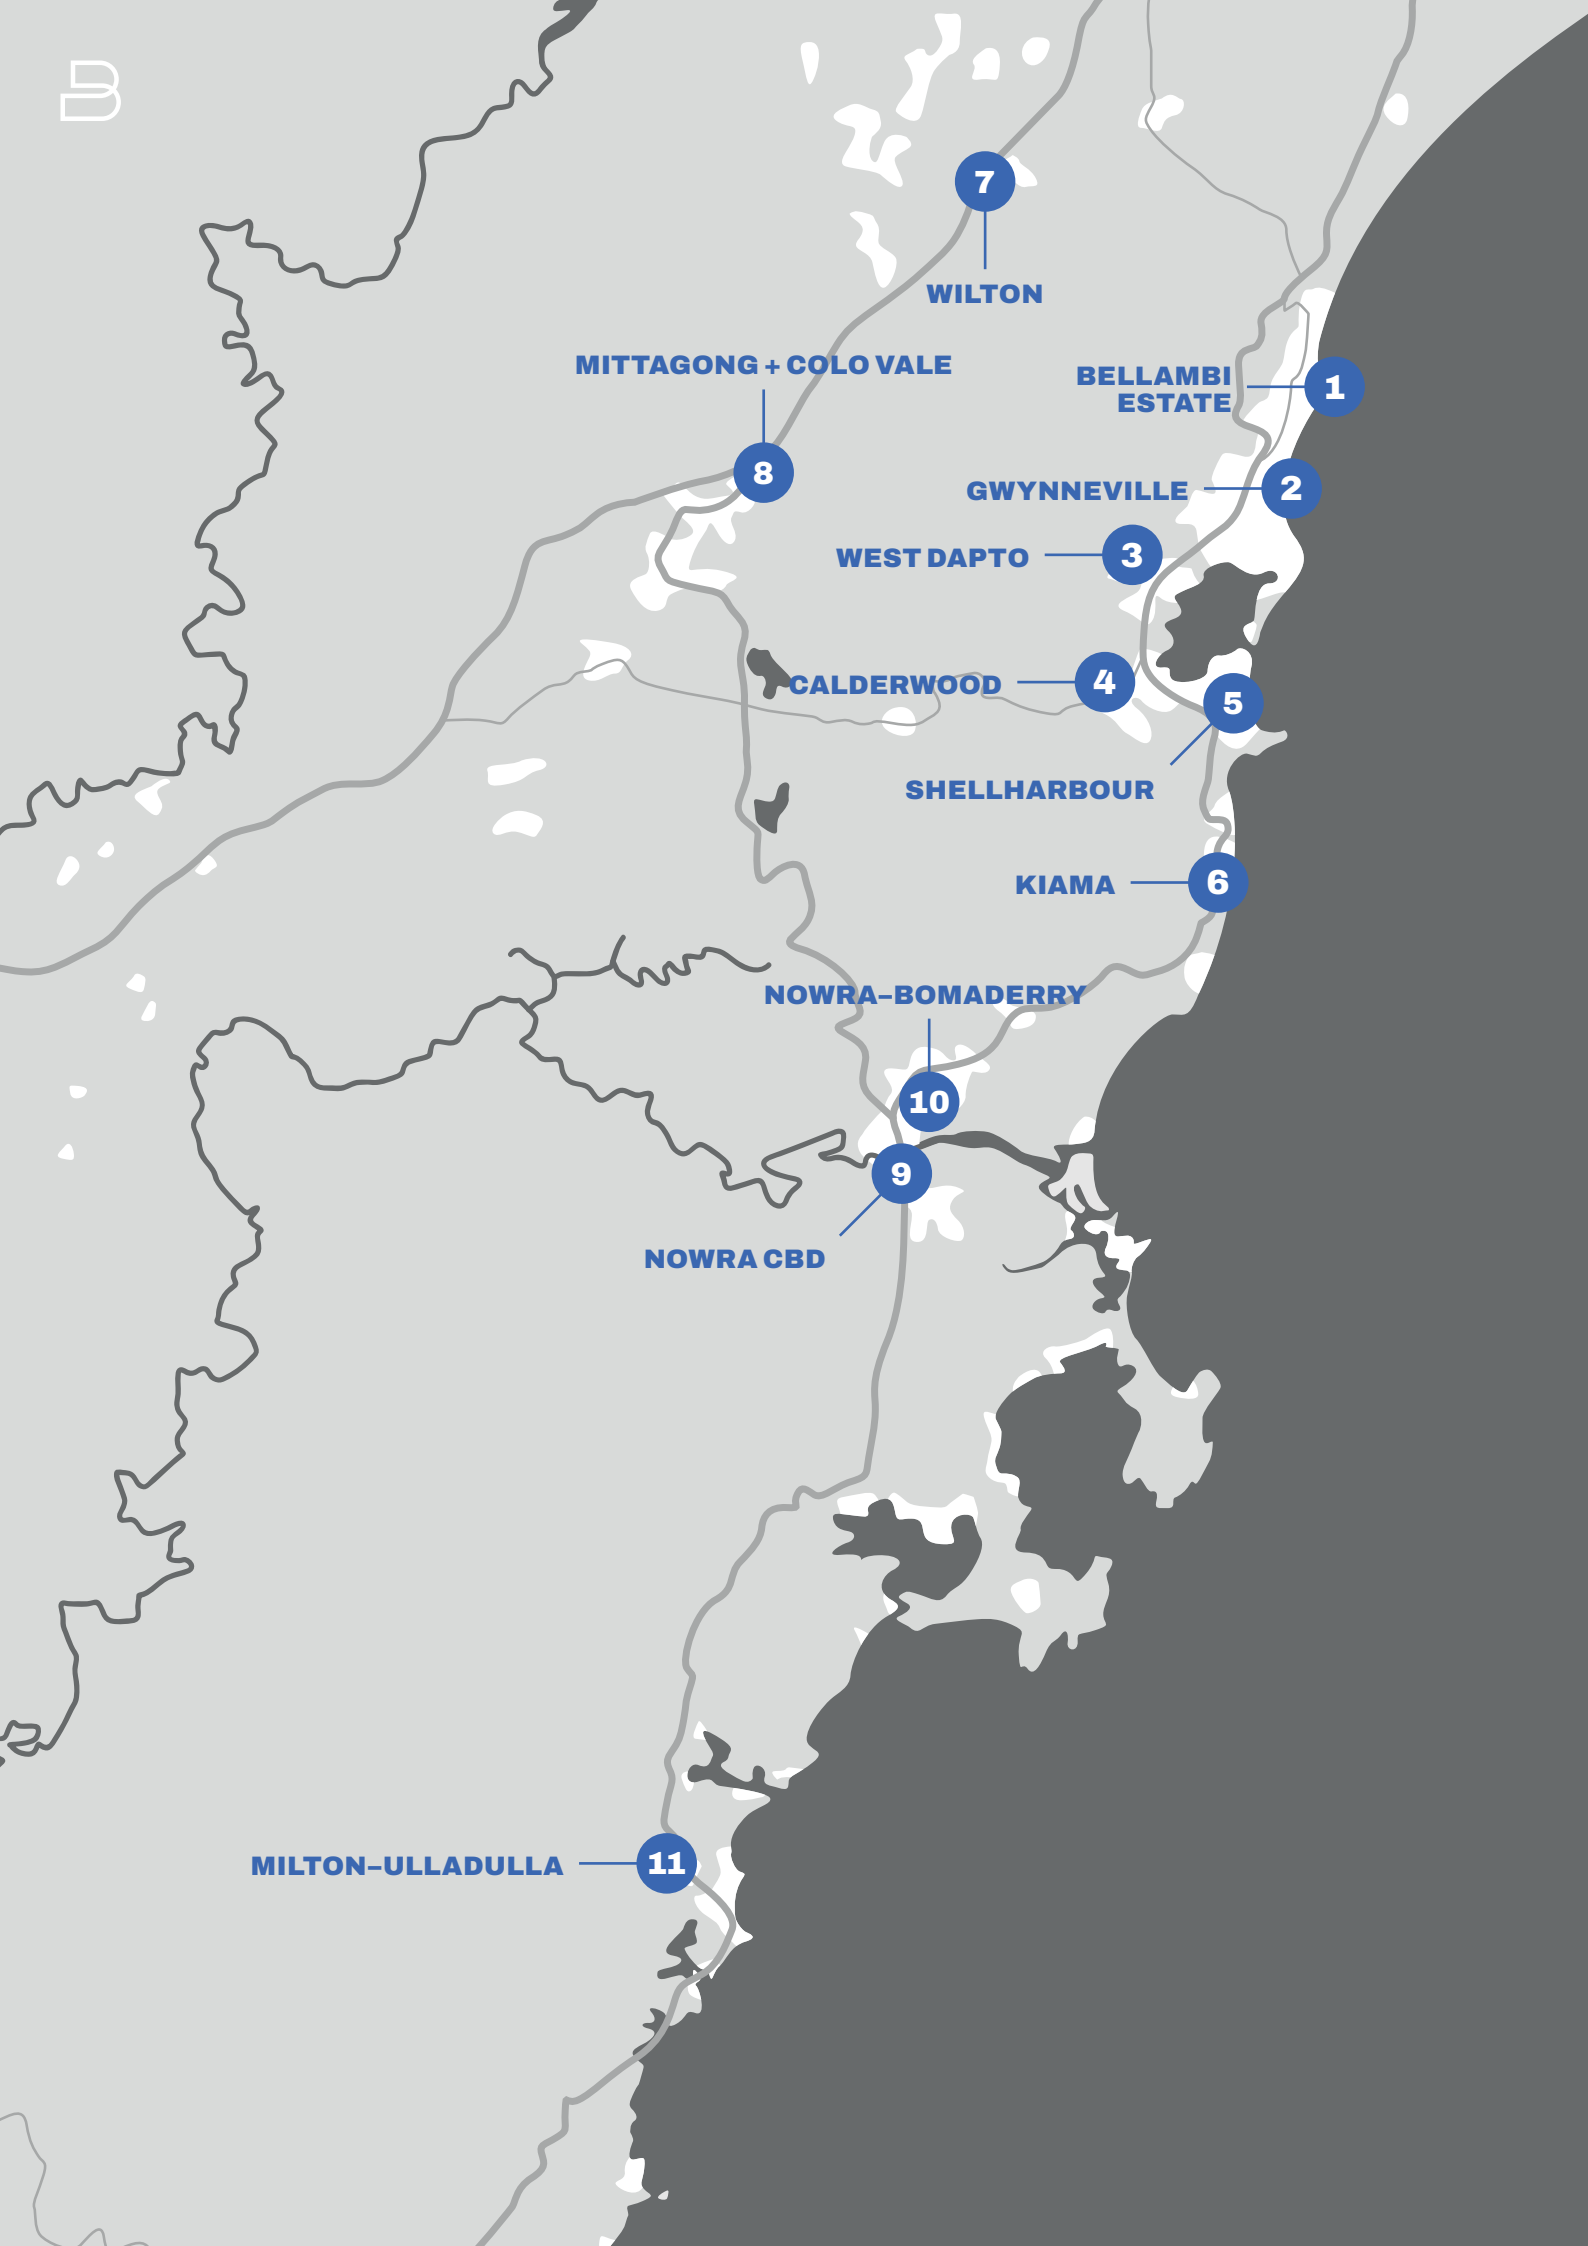 7
WILTON
MITTAGONG + COLO VALE
BELLAMBI
ESTATE
1
8
GWYNNEVILLE
2
WEST DAPTO
3
CALDERWOOD
4
5
SHELLHARBOUR
KIAMA
6
NOWRA–BOMADERRY
10
9
NOWRA CBD
MILTON–ULLADULLA
11